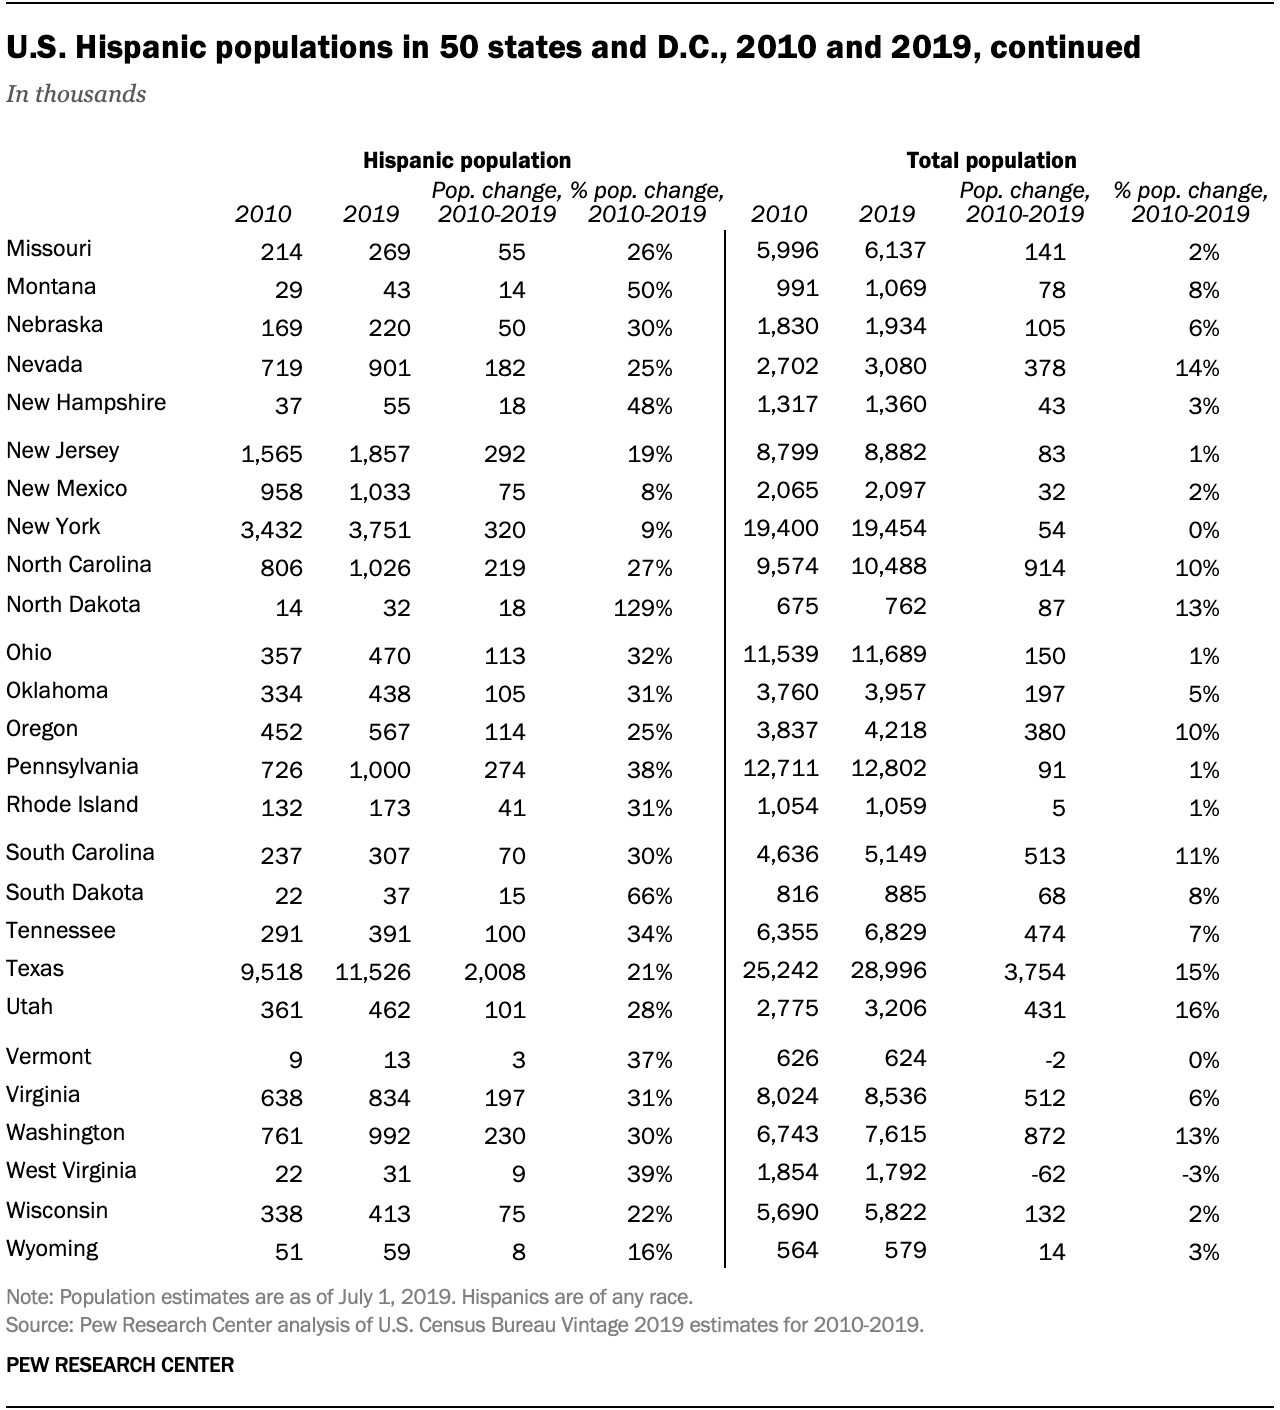 U.S. Hispanic populations in 50 states and D.C., 2010 and 2019, continued
In thousands
Hispanic population Total population
Pop. change, % pop. change, Pop. change, % pop. change,
2010 2019 2010-2019 2010-2019 2010 2019 2010-2019 2010-2019
Missouri 214 269 55 26% 5,996 6,137 141 2%
Montana 29 43 14 50% 991 1,069 78 8%
Nebraska 169 220 50 30% 1,830 1,934 105 6%
Nevada 719 901 182 25% 2,702 3,080 378 14%
New Hampshire 37 55 18 48% 1,317 1,360 43 3%
New Jersey 1,565 1,857 292 19% 8,799 8,882 83 1%
New Mexico 958 1,033 75 8% 2,065 2,097 32 2%
New York 3,432 3,751 320 9% 19,400 19,454 54 0%
North Carolina 806 1,026 219 27% 9,574 10,488 914 10%
North Dakota 14 32 18 129% 675 762 87 13%
Ohio 357 470 113 32% 11,539 11,689 150 1%
Oklahoma 334 438 105 31% 3,760 3,957 197 5%
Oregon 452 567 114 25% 3,837 4,218 380 10%
Pennsylvania 726 1,000 274 38% 12,711 12,802 91 1%
Rhode Island 132 173 41 31% 1,054 1,059 5 1%
South Carolina 237 307 70 30% 4,636 5,149 513 11%
South Dakota 22 37 15 66% 816 885 68 8%
Tennessee 291 391 100 34% 6,355 6,829 474 7%
Texas 9,518 11,526 2,008 21% 25,242 28,996 3,754 15%
Utah 361 462 101 28% 2,775 3,206 431 16%
Vermont 9 13 3 37% 626 624 -2 0%
Virginia 638 834 197 31% 8,024 8,536 512 6%
Washington 761 992 230 30% 6,743 7,615 872 13%
West Virginia 22 31 9 39% 1,854 1,792 -62 -3%
Wisconsin 338 413 75 22% 5,690 5,822 132 2%
Wyoming 51 59 8 16% 564 579 14 3%
Note: Population estimates are as of July 1, 2019. Hispanics are of any race.
Source: Pew Research Center analysis of U.S. Census Bureau Vintage 2019 estimates for 2010-2019.
PEW RESEARCH CENTER